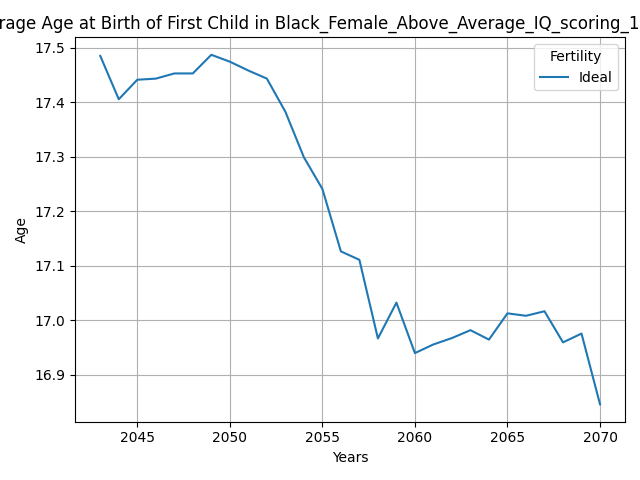 rage Age at Birth of First Child in Black_Female_Above_Average_IQ_scoring_1
Fertility
Ideal
17.5
17.4
17.3
17.2
17.1
17.0
16.9
Age
2045 2050 2055 2060 2065 2070
Years